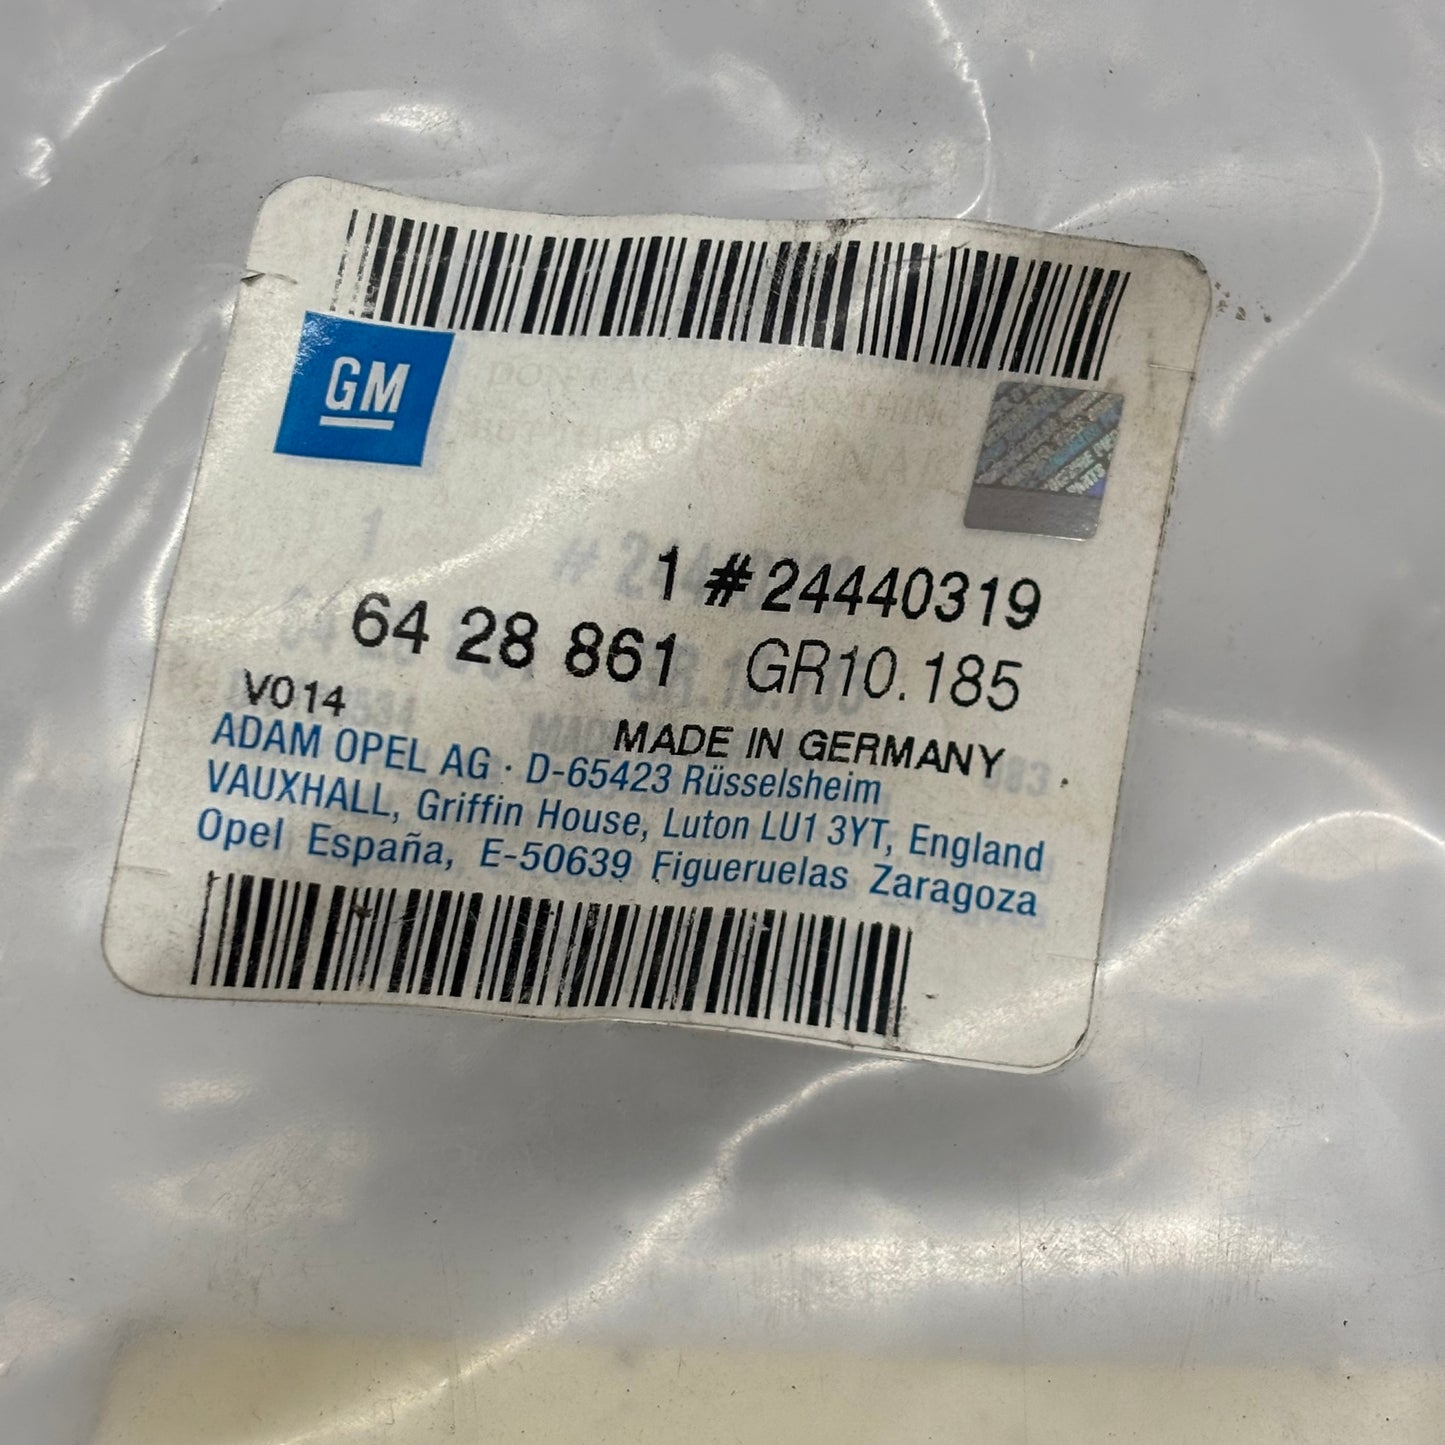 GM
1 #24440319
64 28 861 GR10.185
V014
MADE IN GERMANY
ADAM OPEL AG · D-65423 Rüsselsheim
VAUXHALL, Griffin House, Luton LU1 3YT, England
Opel España, E-50639 Figueruelas Zaragoza